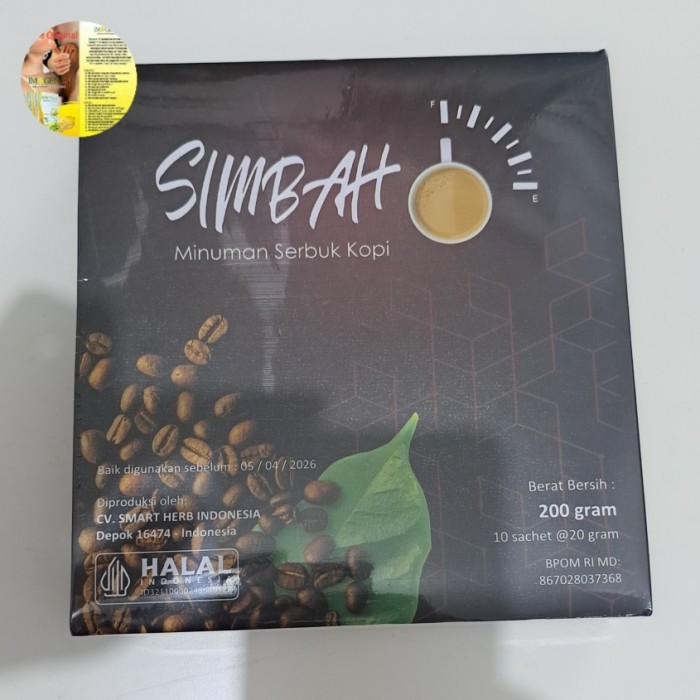 F
E
SIMBAH
Minuman Serbuk Kopi
Baik digunakan sebelum : 05 / 04 / 2026
Diproduksi oleh:
CV. SMART HERB INDONESIA
Depok 16474 - Indonesia
HALAL
INDONESIA
Berat Bersih :
200 gram
10 sachet @20 gram
BPOM RI MD:
867028037368